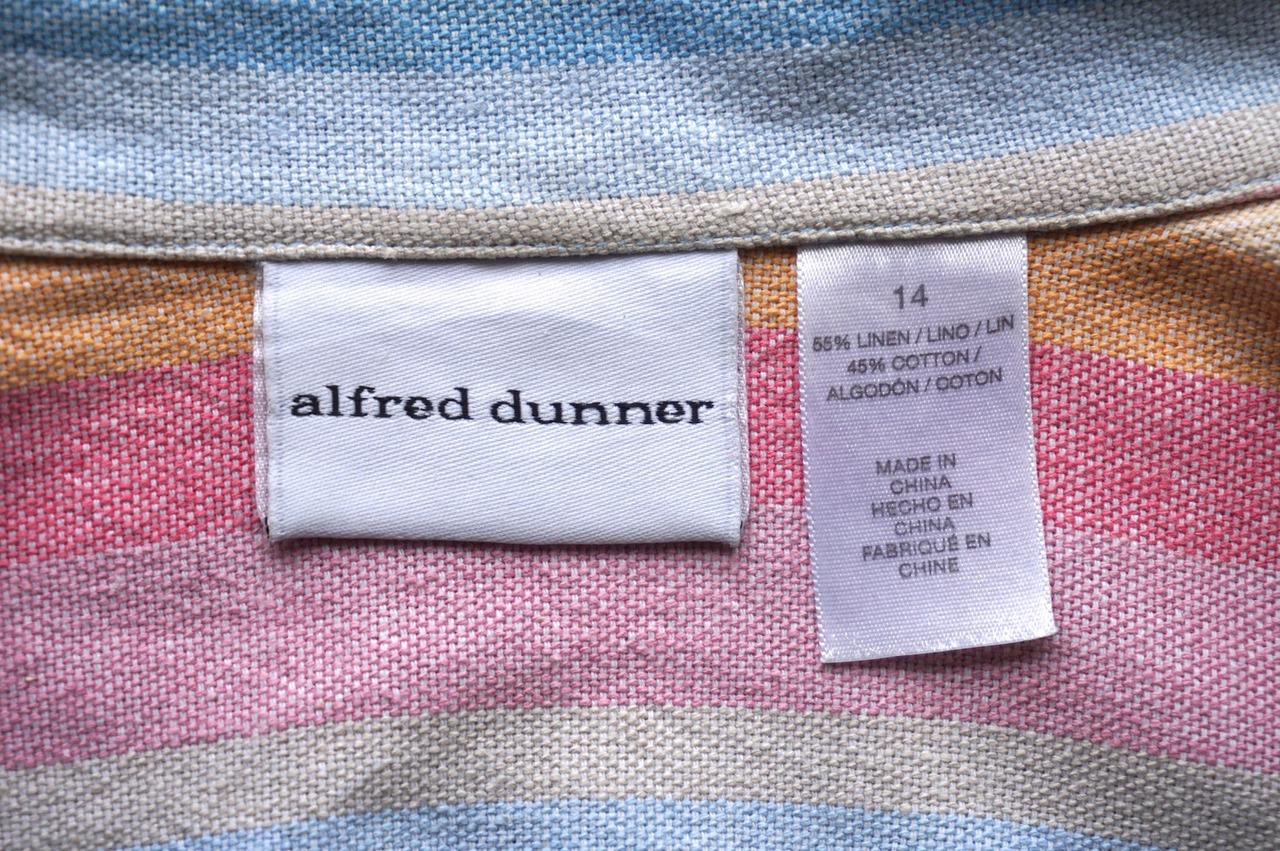 alfred dunner
14
55% LINEN / LINO / LIN
45% COTTON /
ALGODÓN / COTON
MADE IN
CHINA
HECHO EN
CHINA
FABRIQUÉ EN
CHINE